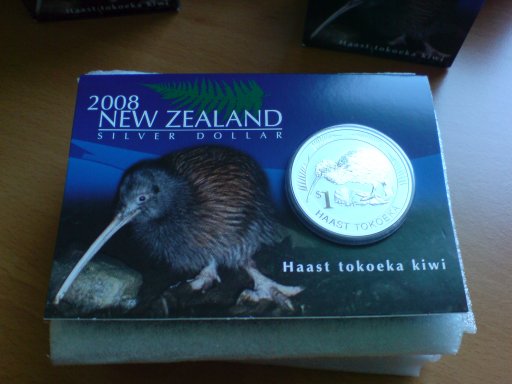 Haast tokoeka kiwi
2008
NEW ZEALAND
SILVER DOLLAR
$1
HAAST TOKOEKA
Haast tokoeka kiwi